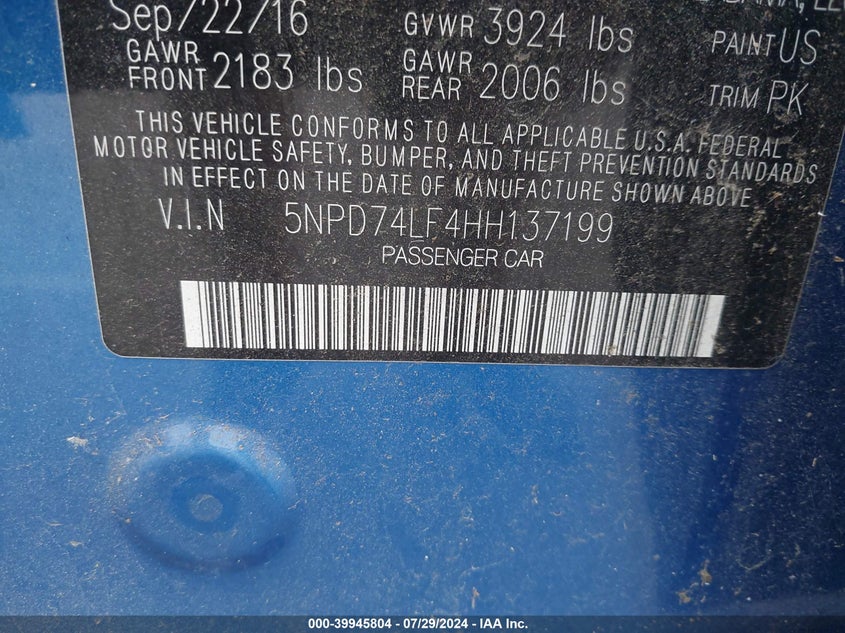 Sep/22/16 GVWR 3924 lbs PAINT US
GAWR FRONT 2183 lbs GAWR REAR 2006 lbs TRIM PK
THIS VEHICLE CONFORMS TO ALL APPLICABLE U.S.A. FEDERAL
MOTOR VEHICLE SAFETY, BUMPER, AND THEFT PREVENTION STANDARDS
IN EFFECT ON THE DATE OF MANUFACTURE SHOWN ABOVE
V.I.N 5NPD74LF4HH137199
PASSENGER CAR
000-39945804 | 07/29/2024 - IAA Inc.